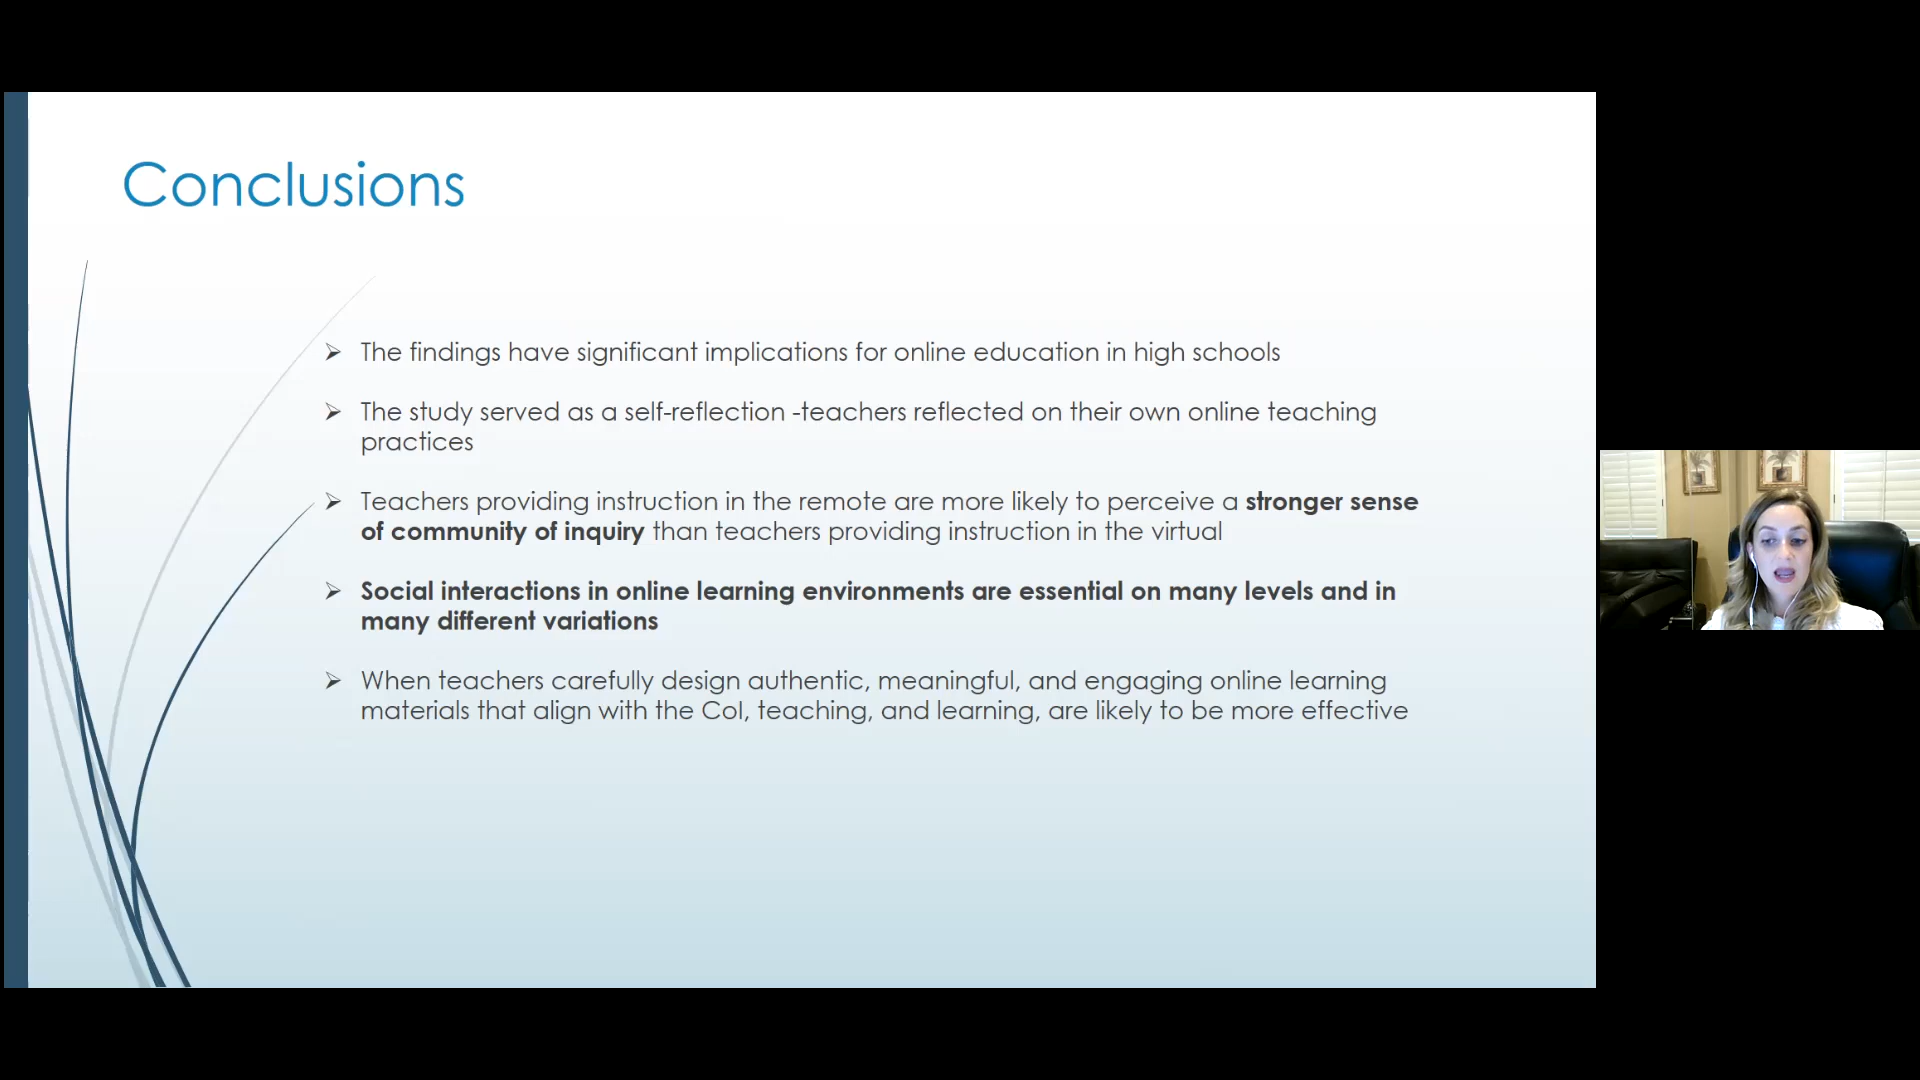 Conclusions
The findings have significant implications for online education in high schools
The study served as a self-reflection -teachers reflected on their own online teaching
practices
Teachers providing instruction in the remote are more likely to perceive a stronger sense
of community of inquiry than teachers providing instruction in the virtual
Social interactions in online learning environments are essential on many levels and in
many different variations
When teachers carefully design authentic, meaningful, and engaging online learning
materials that align with the CoI, teaching, and learning, are likely to be more effective